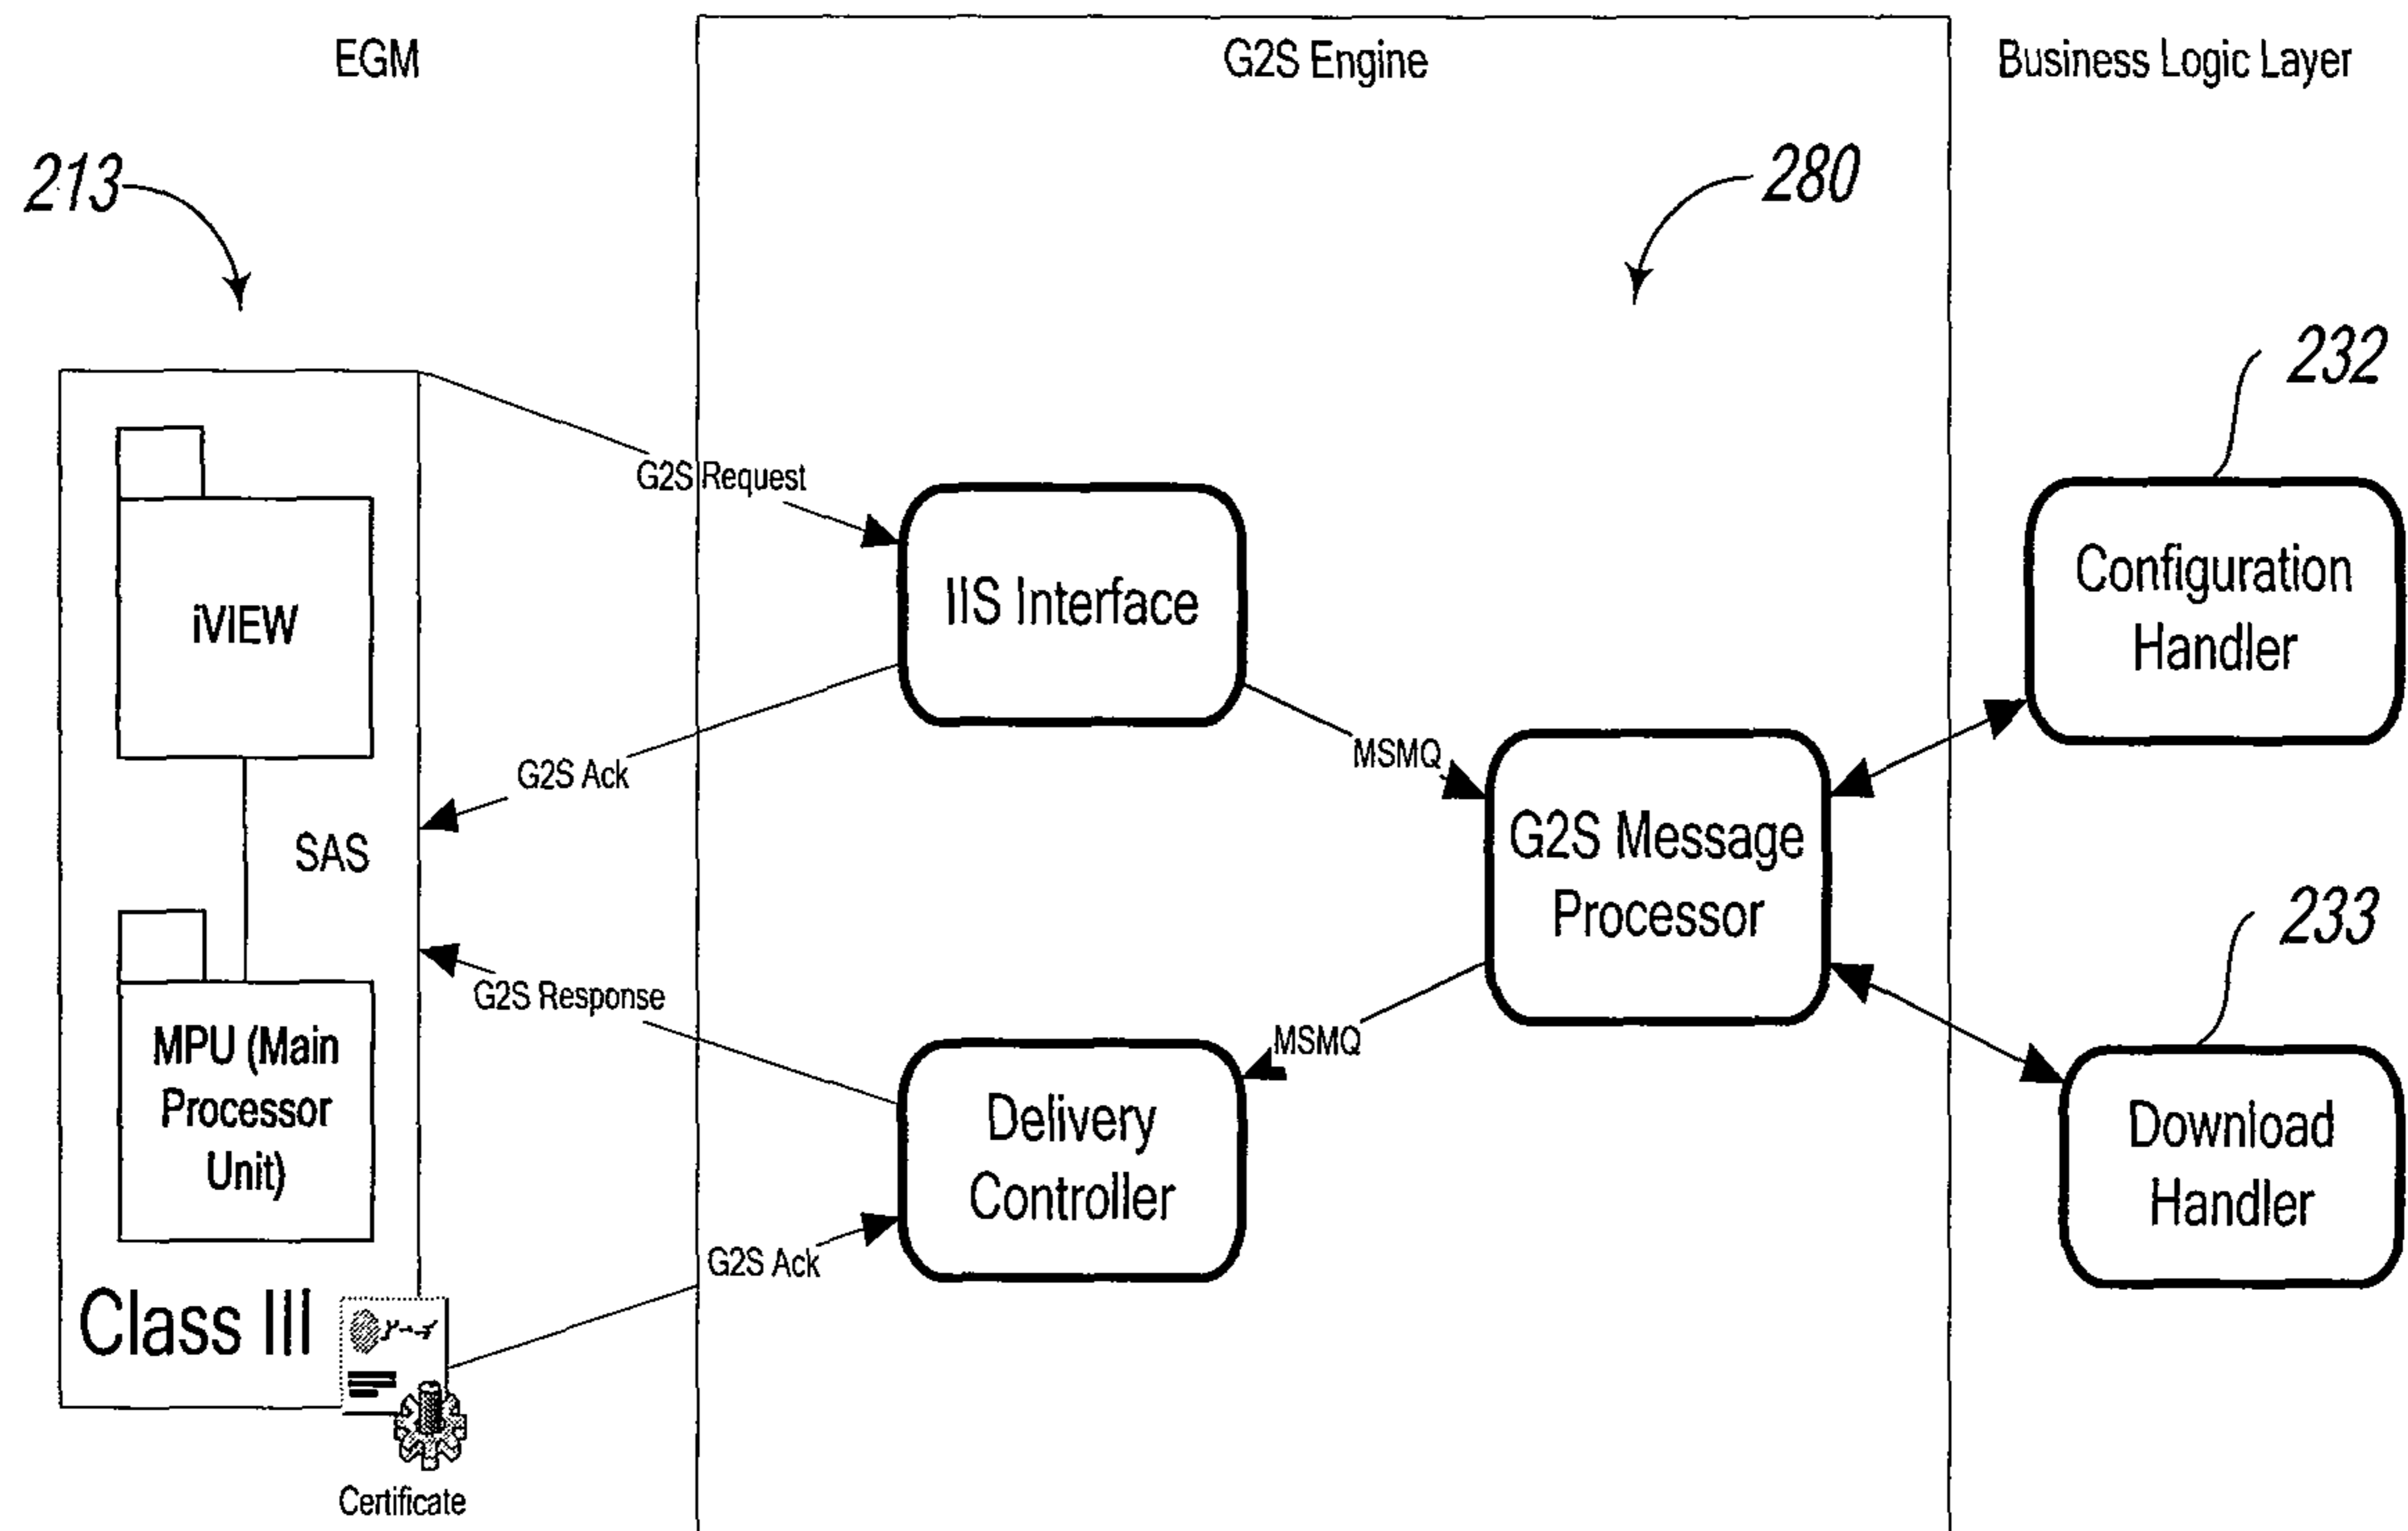 EGM
G2S Engine
Business Logic Layer
213
280
232
G2S Request
IIS Interface
Configuration
Handler
iVIEW
MSMQ
G2S Ack
SAS
G2S Message
Processor
233
G2S Response
MPU (Main
Processor
Unit)
MSMQ
Delivery
Controller
Download
Handler
G2S Ack
Class III
Certificate